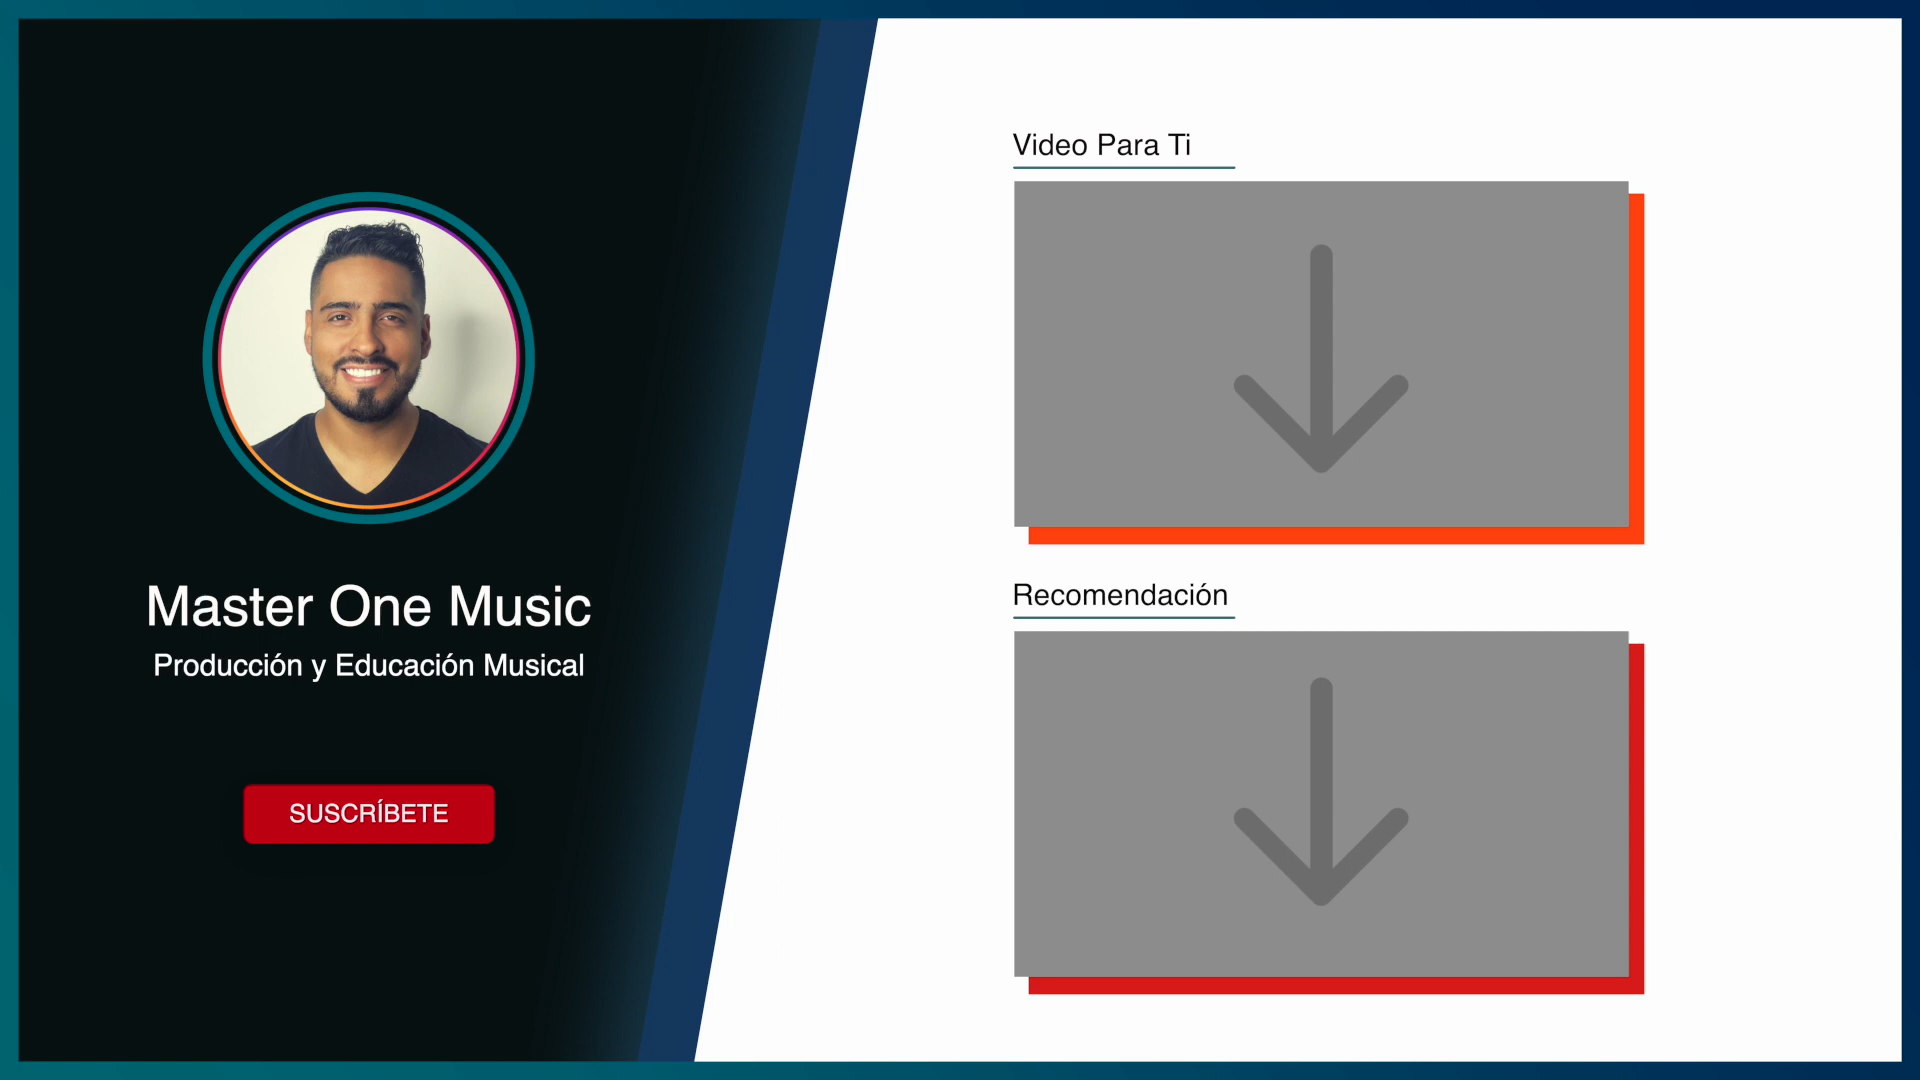 Master One Music
Producción y Educación Musical
SUSCRÍBETE
Video Para Ti
Recomendación